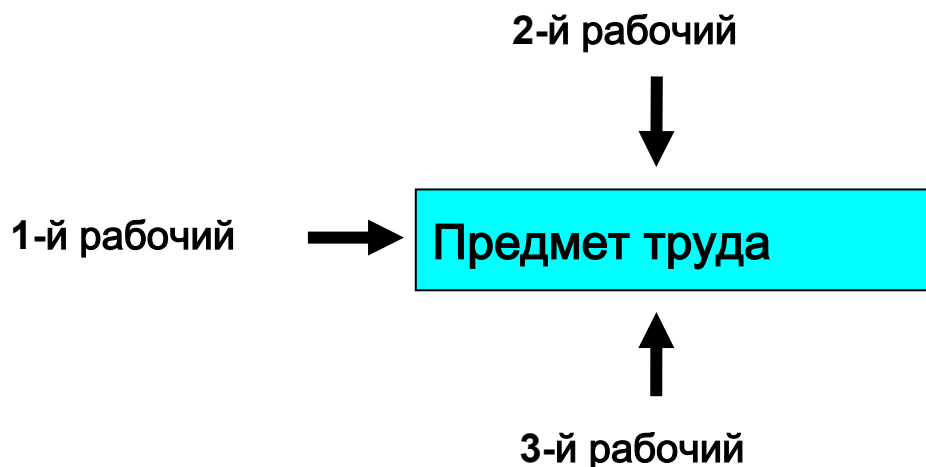 2-й рабочий
1-й рабочий
Предмет труда
3-й рабочий